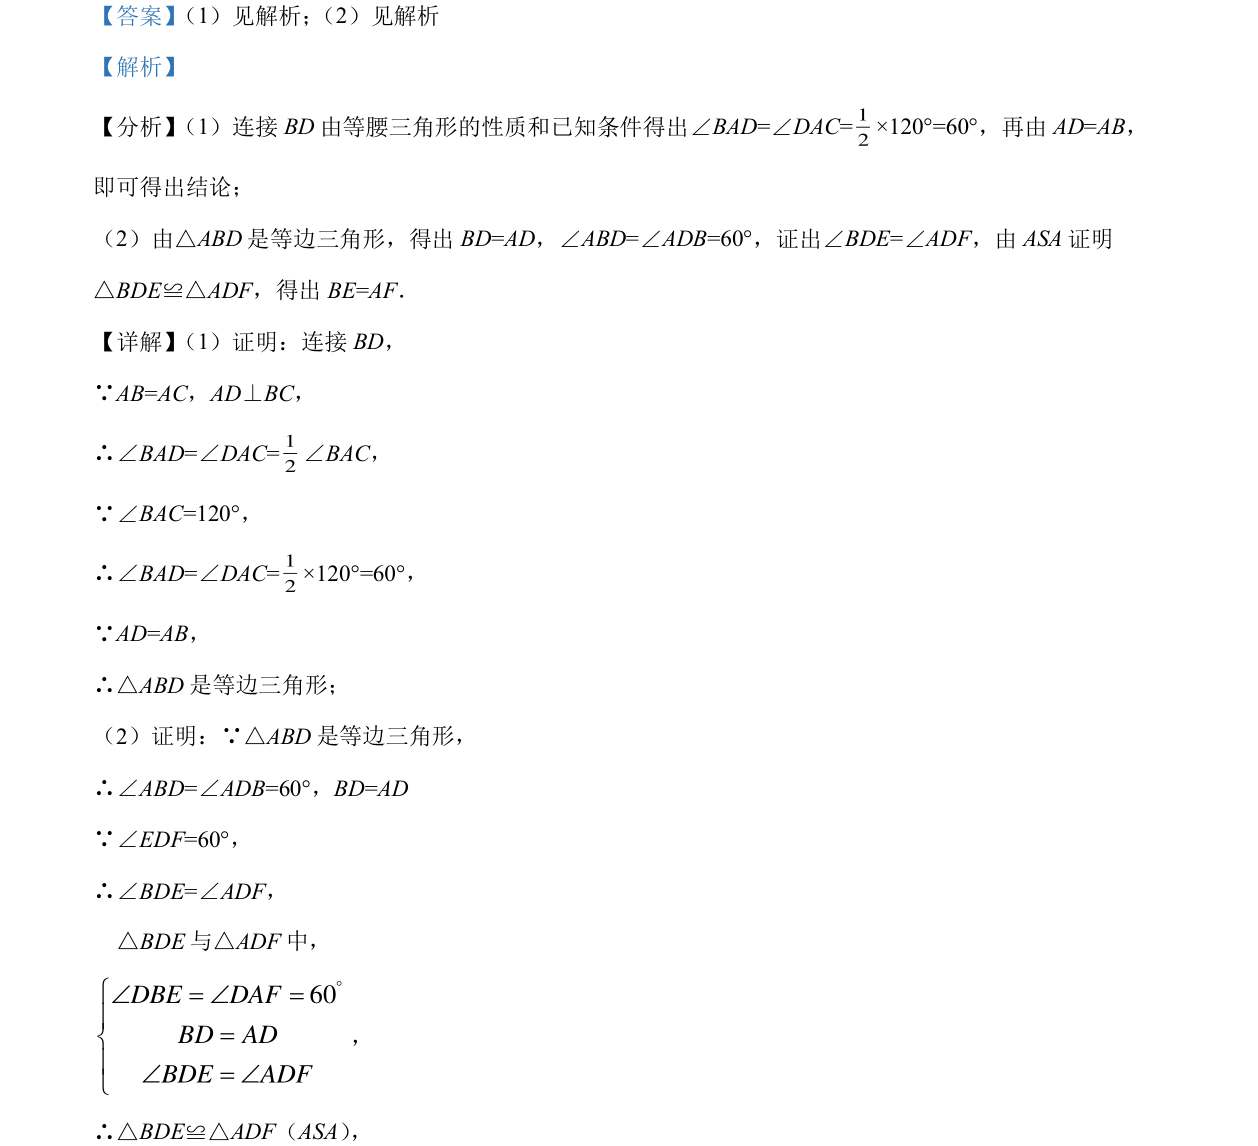 【答案】（1）见解析；（2）见解析
【解析】
【分析】（1）连接 BD 由等腰三角形的性质和已知条件得出∠BAD=∠DAC=\frac{1}{2}×120°=60°，再由 AD=AB，
即可得出结论；
（2）由△ABD 是等边三角形，得出 BD=AD，∠ABD=∠ADB=60°，证出∠BDE=∠ADF，由 ASA 证明
△BDE≌△ADF，得出 BE=AF．
【详解】（1）证明：连接 BD，
∵AB=AC，AD⊥BC，
∴∠BAD=∠DAC=\frac{1}{2}∠BAC，
∵∠BAC=120°，
∴∠BAD=∠DAC=\frac{1}{2}×120°=60°，
∵AD=AB，
∴△ABD 是等边三角形；
（2）证明：∵△ABD 是等边三角形，
∴∠ABD=∠ADB=60°，BD=AD
∵∠EDF=60°，
∴∠BDE=∠ADF，
△BDE 与△ADF 中，
∠DBE = ∠DAF = 60°
BD = AD ，
∠BDE = ∠ADF
∴△BDE≌△ADF（ASA），